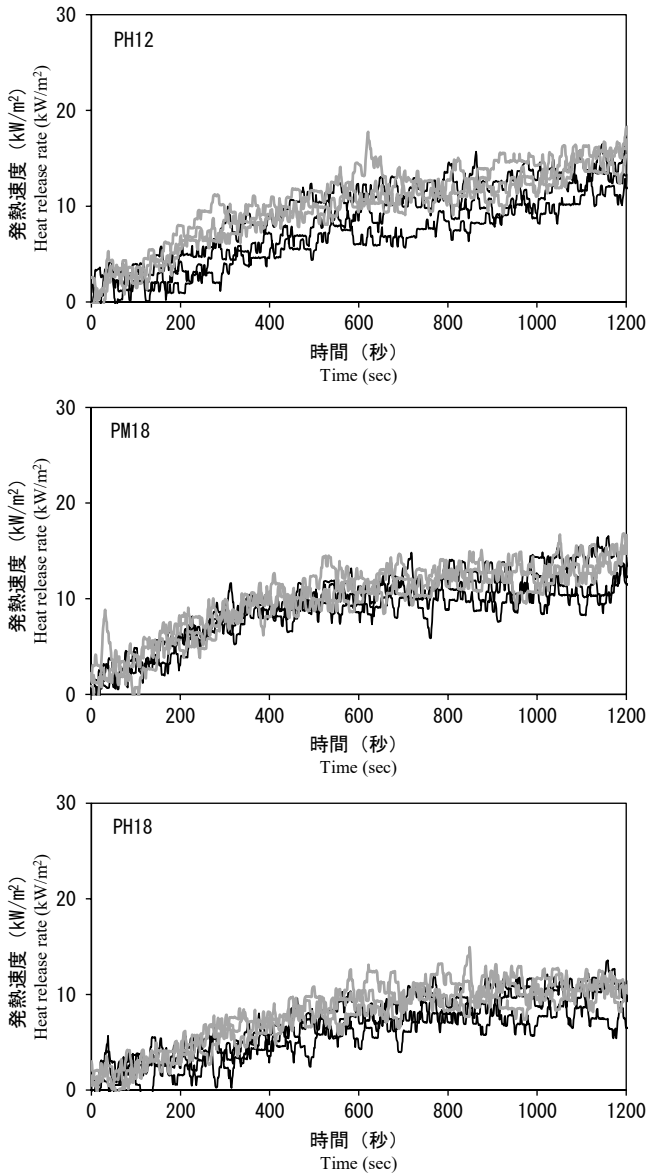 30
PH12
20
10
0
発熱速度 (kW/m²)
Heat release rate (kW/m²)
0 200 400 600 800 1000 1200
時間 (秒)
Time (sec)
30
PM18
20
10
0
発熱速度 (kW/m²)
Heat release rate (kW/m²)
0 200 400 600 800 1000 1200
時間 (秒)
Time (sec)
30
PH18
20
10
0
発熱速度 (kW/m²)
Heat release rate (kW/m²)
0 200 400 600 800 1000 1200
時間 (秒)
Time (sec)